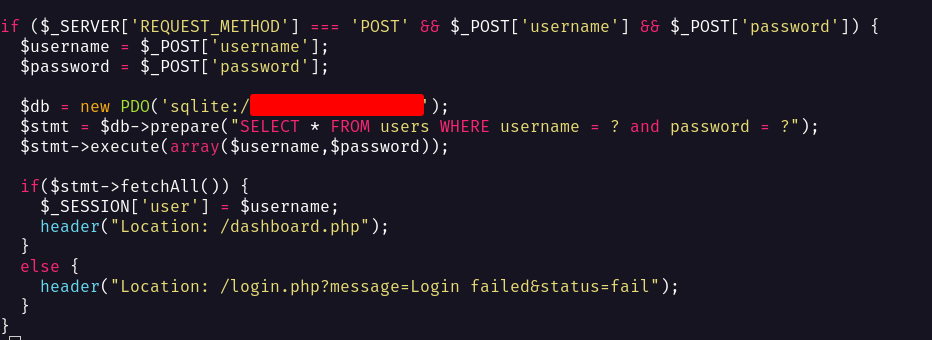 if ($_SERVER['REQUEST_METHOD'] === 'POST' && $_POST['username'] && $_POST['password']) {
  $username = $_POST['username'];
  $password = $_POST['password'];
  $db = new PDO('sqlite:/');
  $stmt = $db->prepare("SELECT * FROM users WHERE username = ? and password = ?");
  $stmt->execute(array($username,$password));
  if($stmt->fetchAll()) {
    $_SESSION['user'] = $username;
    header("Location: /dashboard.php");
  }
  else {
    header("Location: /login.php?message=Login failed&status=fail");
  }
}